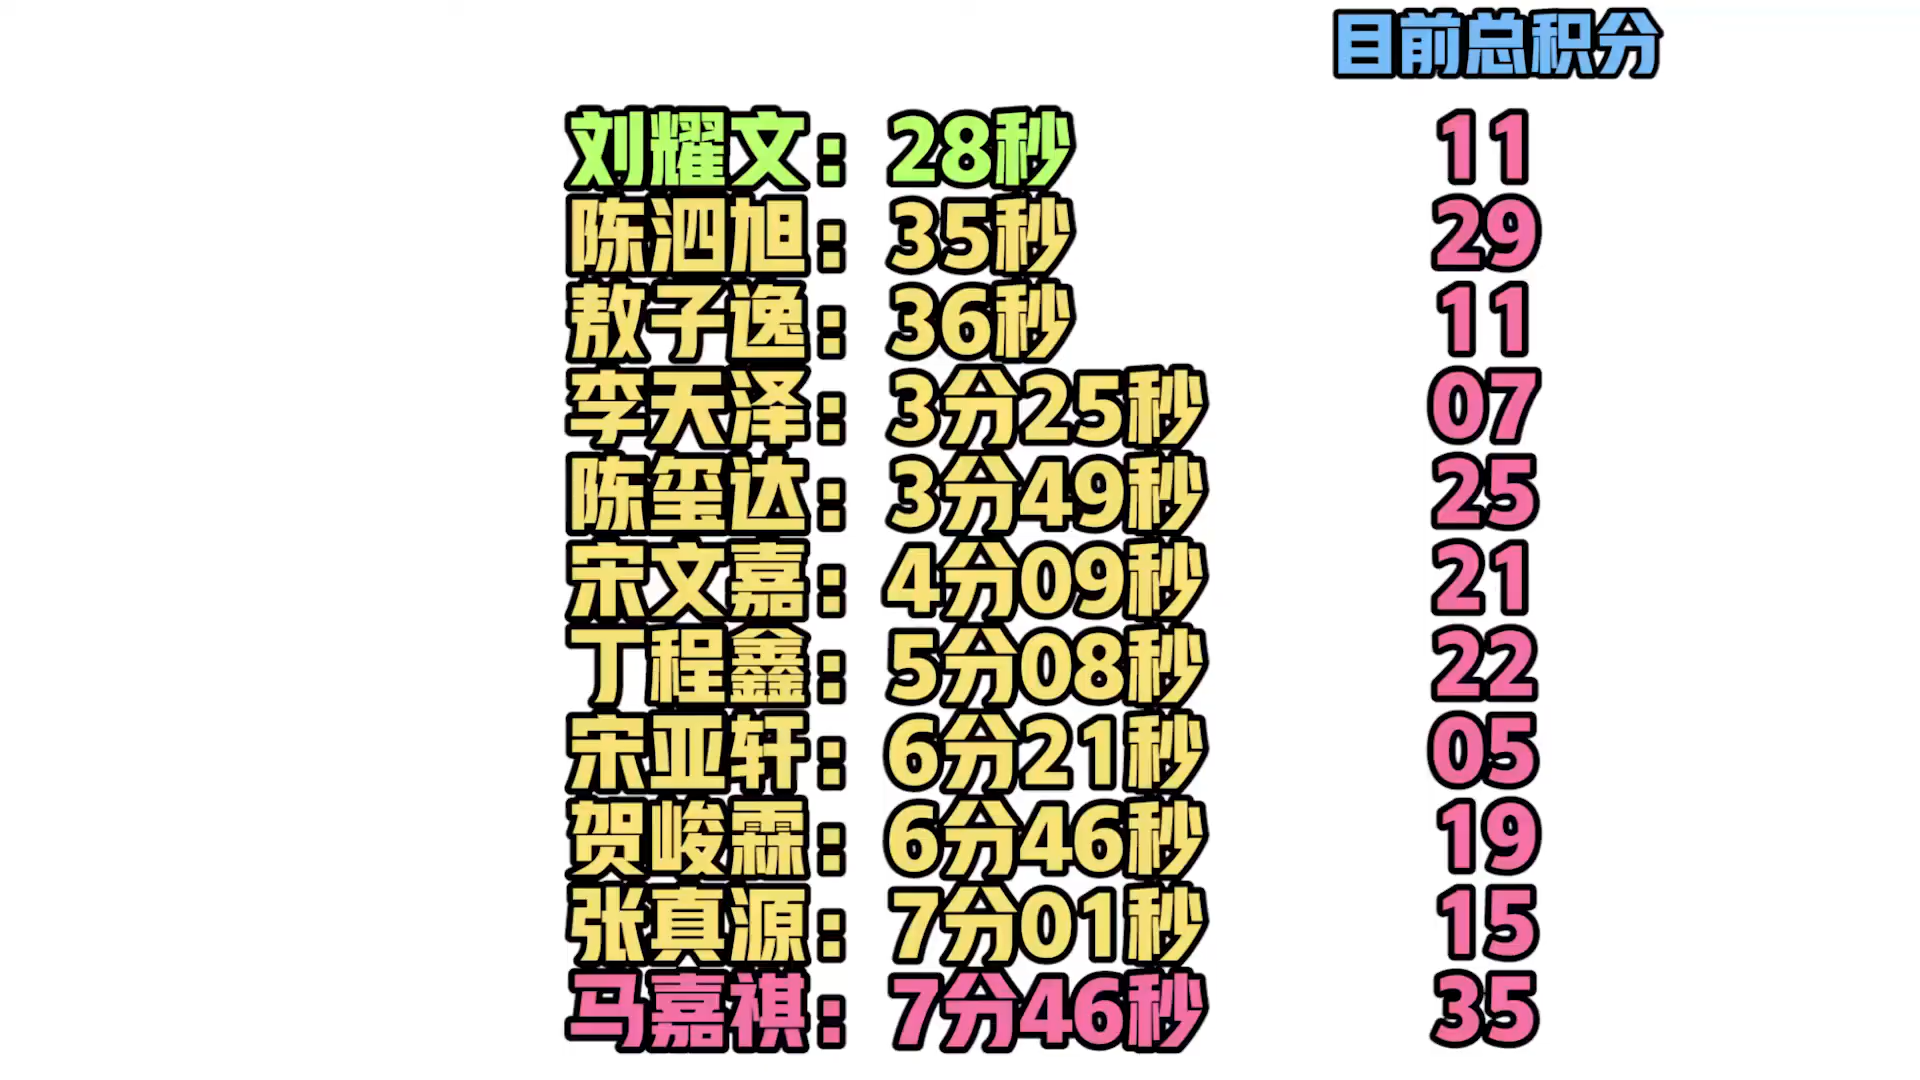 目前总积分
刘耀文：28秒 11
陈泗旭：35秒 29
敖子逸：36秒 11
李天泽：3分25秒 07
陈玺达：3分49秒 25
宋文嘉：4分09秒 21
丁程鑫：5分08秒 22
宋亚轩：6分21秒 05
贺峻霖：6分46秒 19
张真源：7分01秒 15
马嘉祺：7分46秒 35